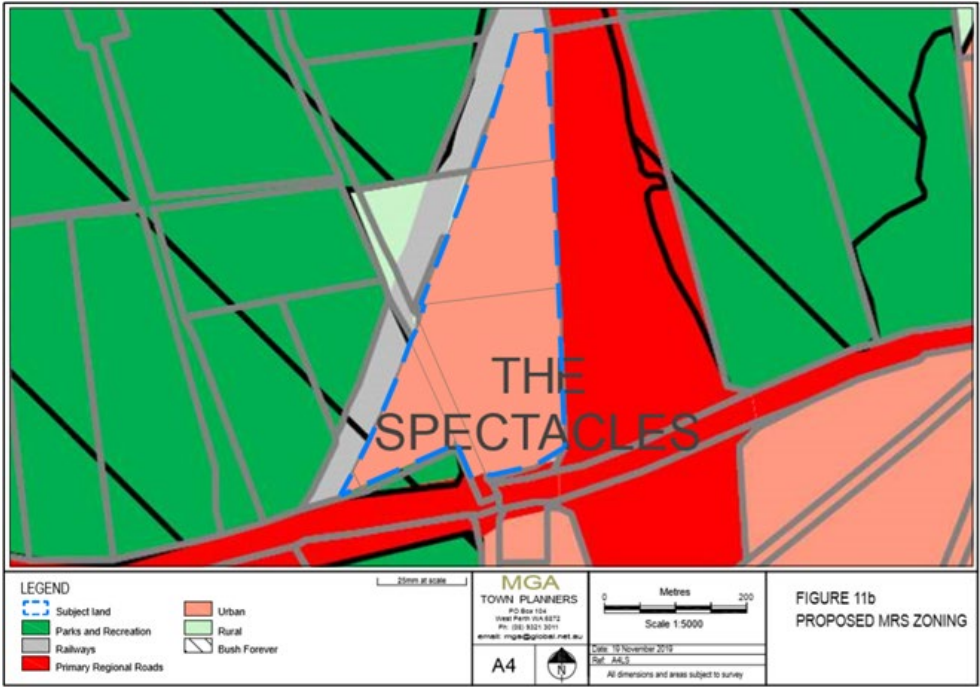 THE
SPECTACLES
LEGEND
Subject land
Parks and Recreation
Railways
Primary Regional Roads
Urban
Rural
Bush Forever
25mm at scale
MGA
TOWN PLANNERS
PO Box 104
West Perth WA 6872
Ph: (08) 9321 3011
email: mga@global.net.au
A4
N
Metres
0 200
Scale 1:5000
Date: 19 November 2019
Ref: A4LS
All dimensions and areas subject to survey
FIGURE 11b
PROPOSED MRS ZONING